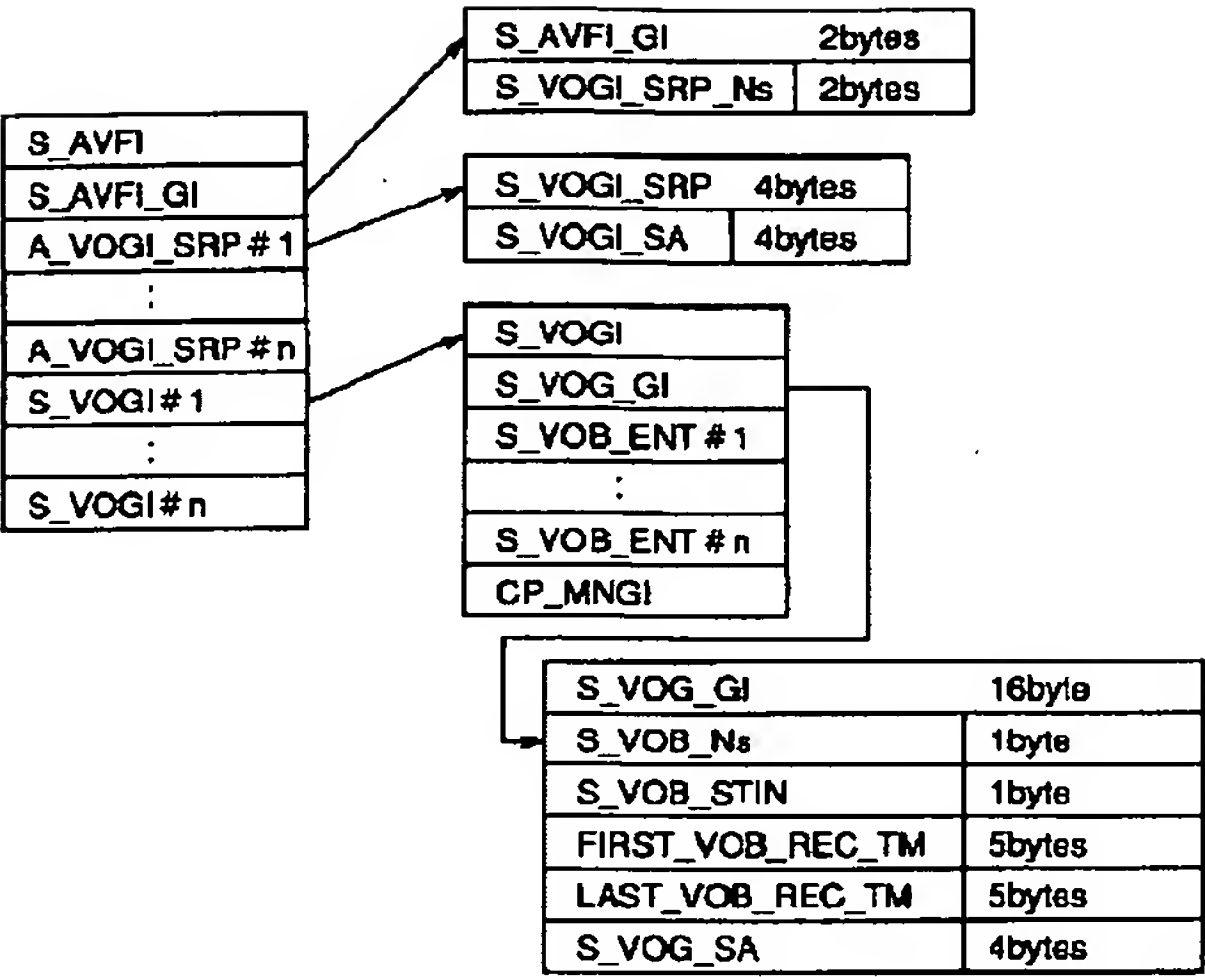 S_AVFI
S_AVFI_GI
A_VOGI_SRP#1
:
A_VOGI_SRP#n
S_VOGI#1
:
S_VOGI#n
S_AVFI_GI 2bytes
S_VOGI_SRP_Ns 2bytes
S_VOGI_SRP 4bytes
S_VOGI_SA 4bytes
S_VOGI
S_VOG_GI
S_VOB_ENT#1
:
S_VOB_ENT#n
CP_MNGI
S_VOG_GI 16byte
S_VOB_Ns 1byte
S_VOB_STIN 1byte
FIRST_VOB_REC_TM 5bytes
LAST_VOB_REC_TM 5bytes
S_VOG_SA 4bytes